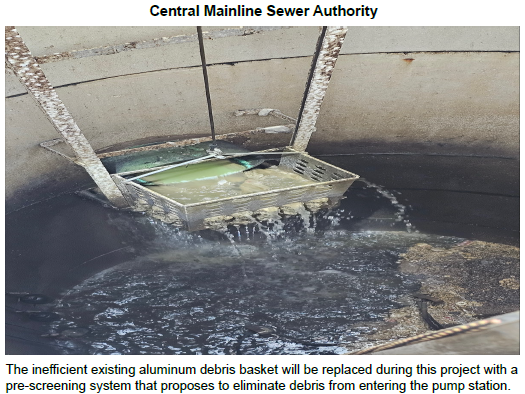 Central Mainline Sewer Authority
The inefficient existing aluminum debris basket will be replaced during this project with a
pre-screening system that proposes to eliminate debris from entering the pump station.